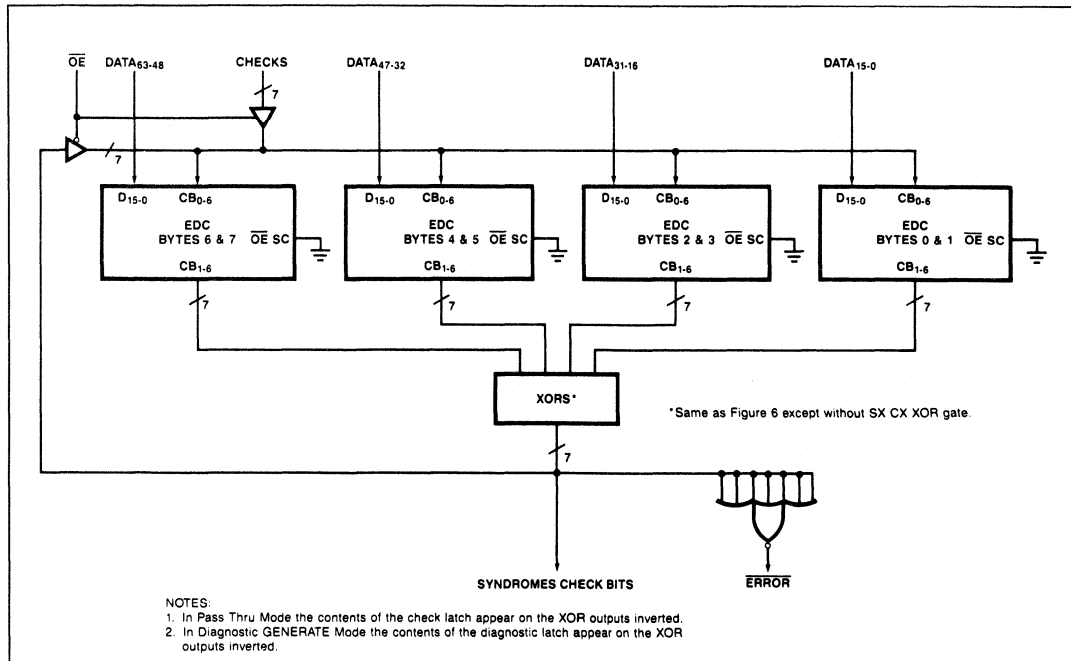 OE DATA63-48 CHECKS DATA47-32 DATA31-16 DATA15-0
7
7
D15-0 CB0-6 D15-0 CB0-6 D15-0 CB0-6 D15-0 CB0-6
EDC EDC EDC EDC
BYTES 6 & 7 OE SC BYTES 4 & 5 OE SC BYTES 2 & 3 OE SC BYTES 0 & 1 OE SC
CB1-6 CB1-6 CB1-6 CB1-6
7 7 7 7
XORS*
*Same as Figure 6 except without SX CX XOR gate.
7
SYNDROMES CHECK BITS ERROR
NOTES:
1. In Pass Thru Mode the contents of the check latch appear on the XOR outputs inverted.
2. In Diagnostic GENERATE Mode the contents of the diagnostic latch appear on the XOR
outputs inverted.